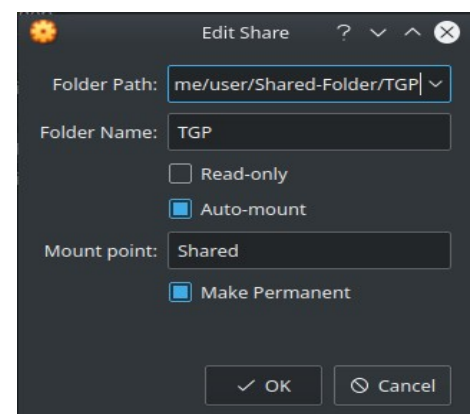 Edit Share
Folder Path: me/user/Shared-Folder/TGP
Folder Name: TGP
Read-only
Auto-mount
Mount point: Shared
Make Permanent
OK Cancel